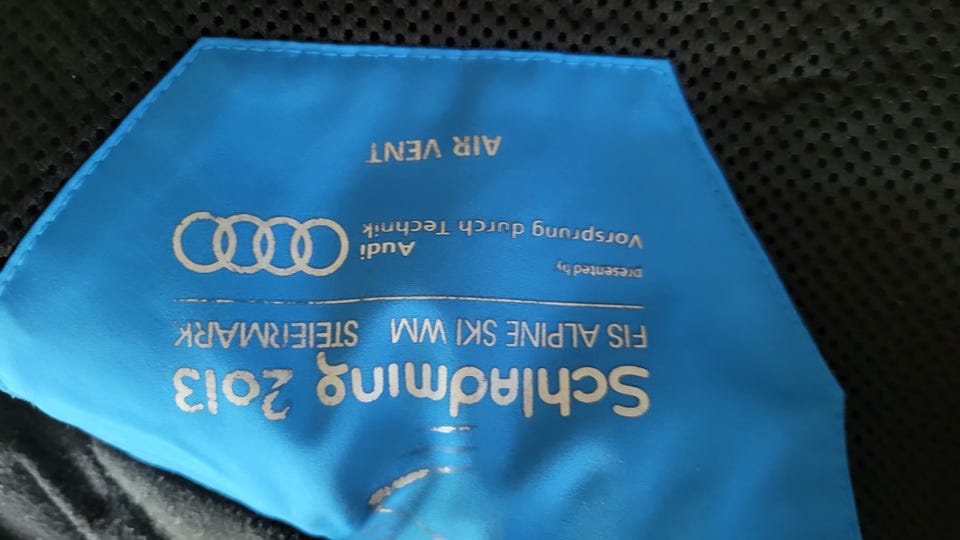 Schladming 2013
FIS ALPINE SKI WM STEIERMARK
presented by
Audi
Vorsprung durch Technik
AIR VENT